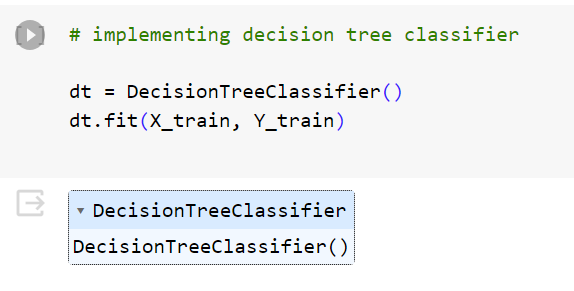 # implementing decision tree classifier
dt = DecisionTreeClassifier()
dt.fit(X_train, Y_train)
DecisionTreeClassifier
DecisionTreeClassifier()